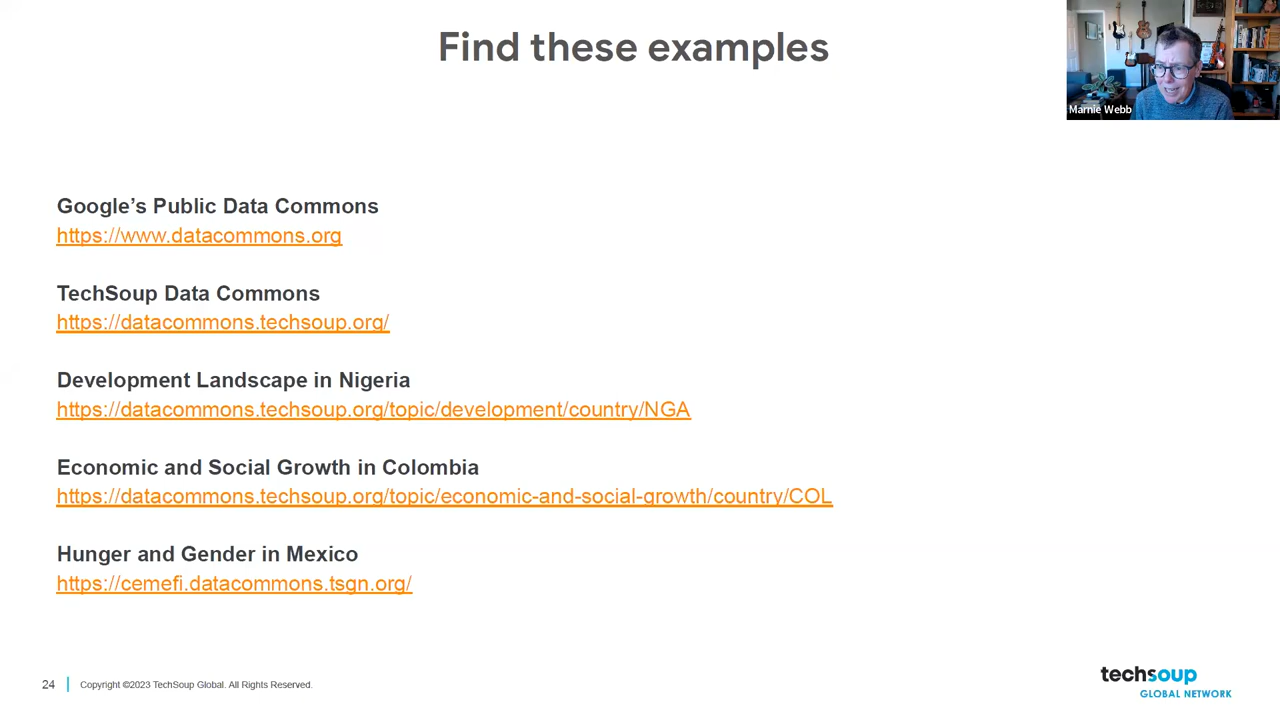 Find these examples
Marnie Webb
Google’s Public Data Commons
https://www.datacommons.org
TechSoup Data Commons
https://datacommons.techsoup.org/
Development Landscape in Nigeria
https://datacommons.techsoup.org/topic/development/country/NGA
Economic and Social Growth in Colombia
https://datacommons.techsoup.org/topic/economic-and-social-growth/country/COL
Hunger and Gender in Mexico
https://cemefi.datacommons.tsgn.org/
24
Copyright ©2023 TechSoup Global. All Rights Reserved.
techsoup
GLOBAL NETWORK